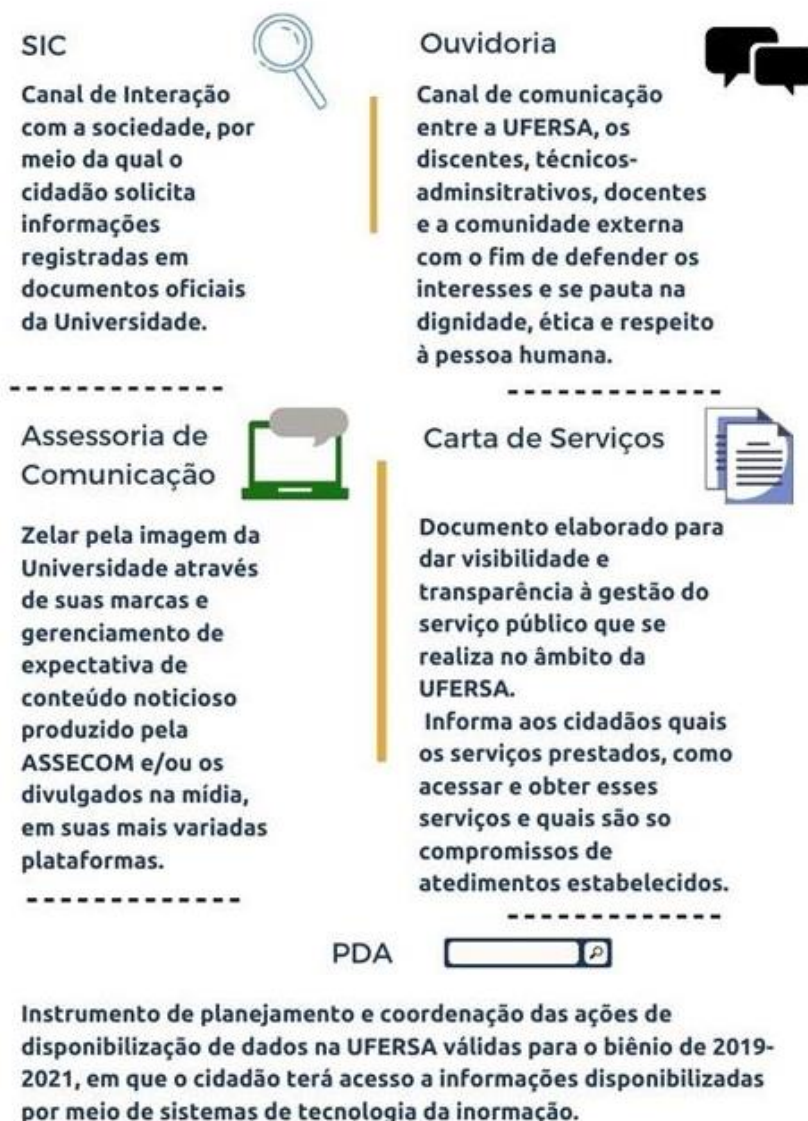 SIC
Canal de Interação
com a sociedade, por
meio da qual o
cidadão solicita
informações
registradas em
documentos oficiais
da Universidade.
Ouvidoria
Canal de comunicação
entre a UFERSA, os
discentes, técnicos-
adminsitrativos, docentes
e a comunidade externa
com o fim de defender os
interesses e se pauta na
dignidade, ética e respeito
à pessoa humana.
Assessoria de
Comunicação
Zelar pela imagem da
Universidade através
de suas marcas e
gerenciamento de
expectativa de
conteúdo noticioso
produzido pela
ASSECOM e/ou os
divulgados na mídia,
em suas mais variadas
plataformas.
Carta de Serviços
Documento elaborado para
dar visibilidade e
transparência à gestão do
serviço público que se
realiza no âmbito da
UFERSA.
Informa aos cidadãos quais
os serviços prestados, como
acessar e obter esses
serviços e quais são so
compromissos de
atedimentos estabelecidos.
PDA
Instrumento de planejamento e coordenação das ações de
disponibilização de dados na UFERSA válidas para o biênio de 2019-
2021, em que o cidadão terá acesso a informações disponibilizadas
por meio de sistemas de tecnologia da inormação.